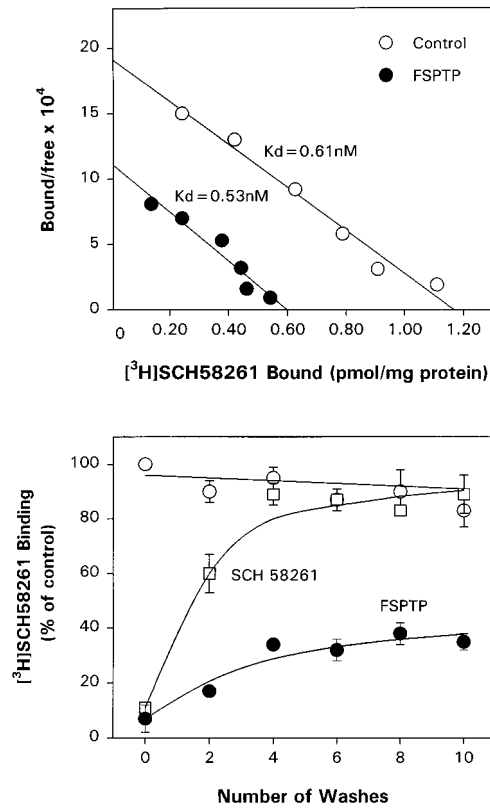 20
15
10
5
0
Bound/free x 10⁴
Control
FSPTP
Kd=0.61nM
Kd=0.53nM
0 0.20 0.40 0.60 0.80 1.00 1.20
[³H]SCH58261 Bound (pmol/mg protein)
100
80
60
40
20
0
[³H]SCH58261 Binding
(% of control)
SCH 58261
FSPTP
0 2 4 6 8 10
Number of Washes